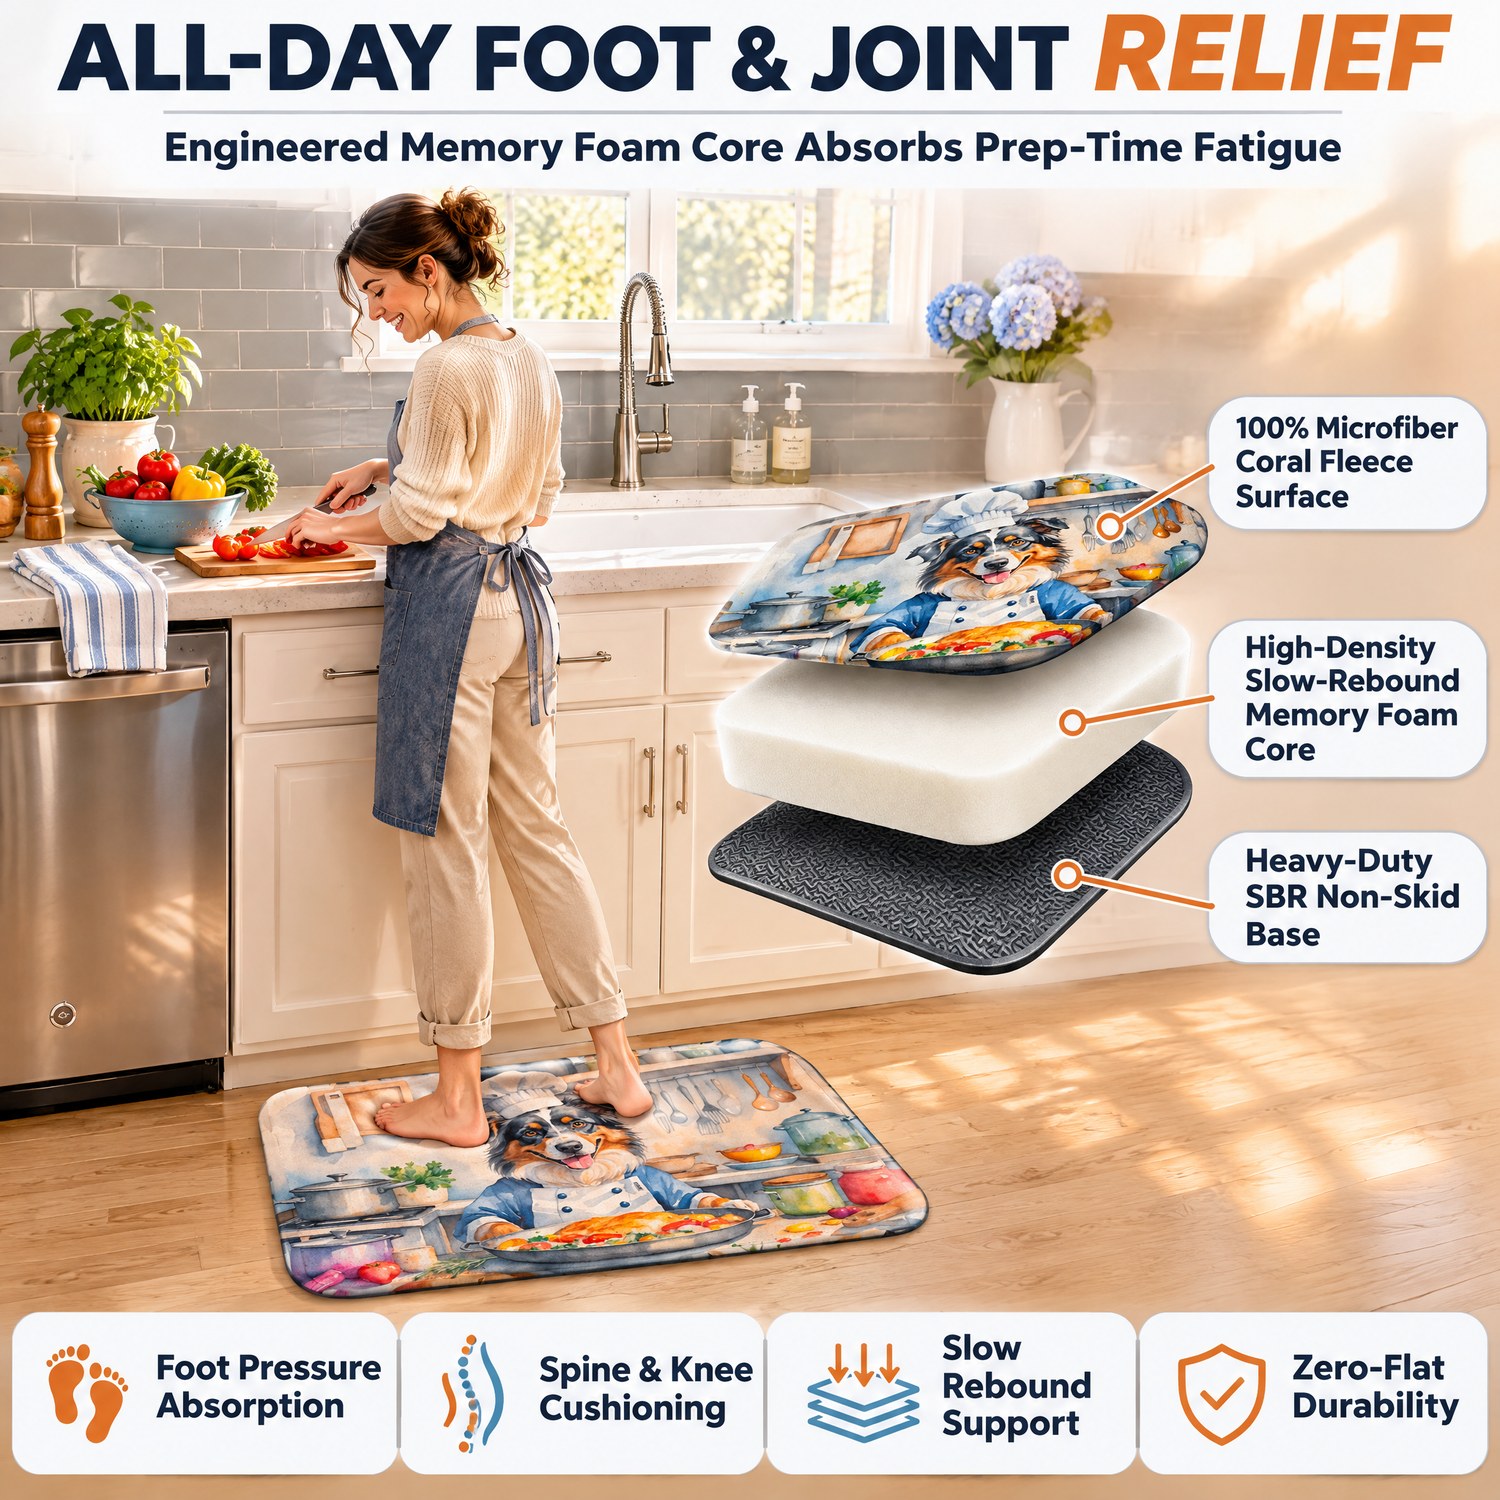 ALL-DAY FOOT & JOINT RELIEF
Engineered Memory Foam Core Absorbs Prep-Time Fatigue
100% Microfiber
Coral Fleece
Surface
High-Density
Slow-Rebound
Memory Foam
Core
Heavy-Duty
SBR Non-Skid
Base
Foot Pressure
Absorption
Spine & Knee
Cushioning
Slow
Rebound
Support
Zero-Flat
Durability